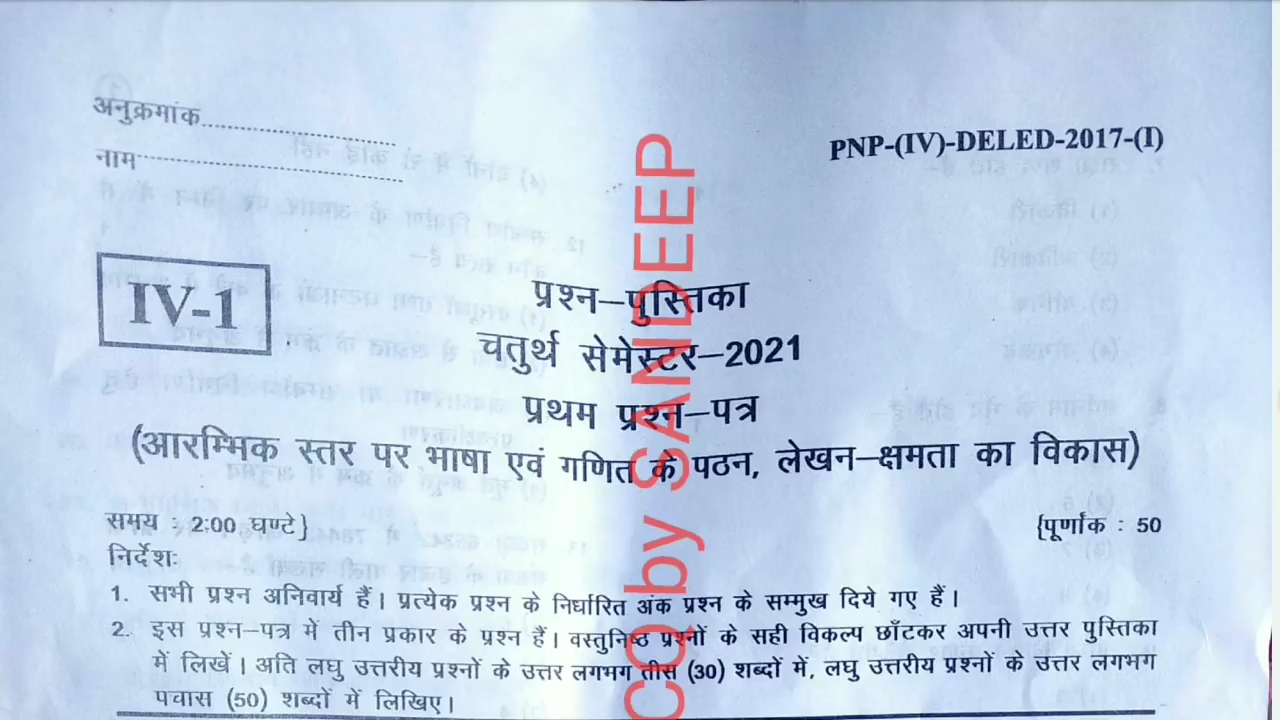 अनुक्रमांक
PNP-(IV)-DELED-2017-(I)
नाम
IV-1
प्रश्न–पुस्तिका
चतुर्थ सेमेस्टर–2021
प्रथम प्रश्न–पत्र
(आरम्भिक स्तर पर भाषा एवं गणित के पठन, लेखन–क्षमता का विकास)
समय : 2:00 घण्टे} {पूर्णांक : 50
निर्देशः
1. सभी प्रश्न अनिवार्य हैं। प्रत्येक प्रश्न के निर्धारित अंक प्रश्न के सम्मुख दिये गए हैं।
2. इस प्रश्न–पत्र में तीन प्रकार के प्रश्न हैं। वस्तुनिष्ठ प्रश्नों के सही विकल्प छाँटकर अपनी उत्तर पुस्तिका
में लिखें। अति लघु उत्तरीय प्रश्नों के उत्तर लगभग तीस (30) शब्दों में, लघु उत्तरीय प्रश्नों के उत्तर लगभग
पचास (50) शब्दों में लिखिए।
CQ by SANDEEP